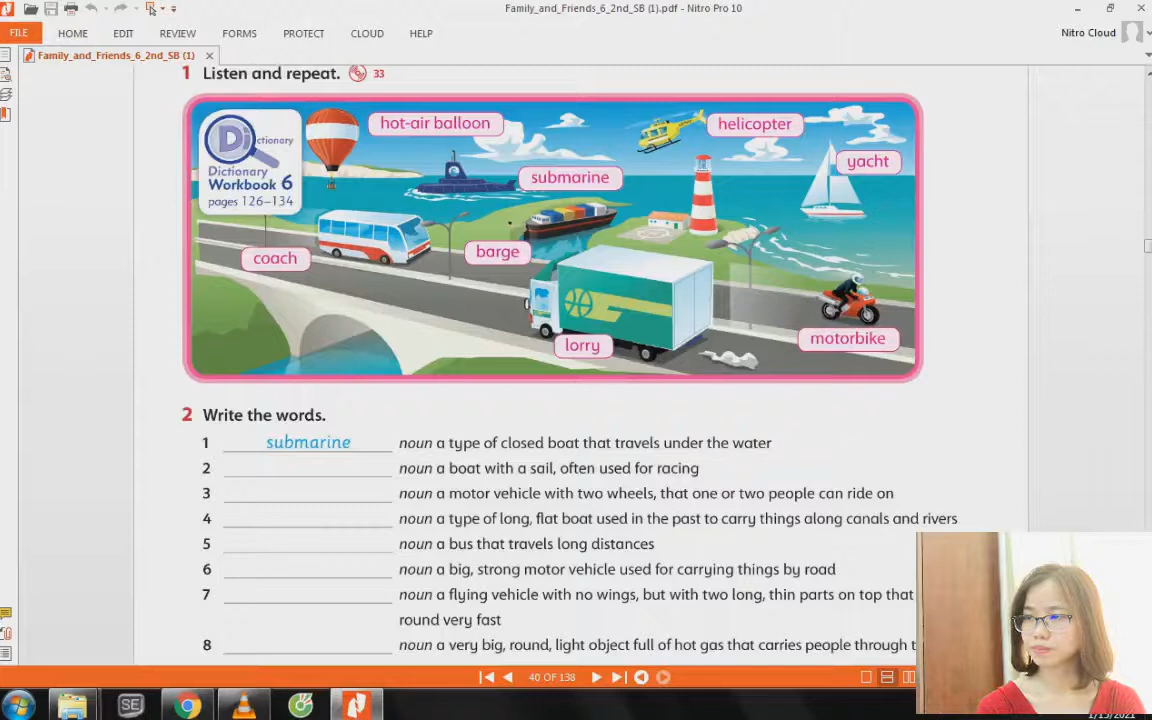 Family_and_Friends_6_2nd_SB (1).pdf - Nitro Pro 10
FILE HOME EDIT REVIEW FORMS PROTECT CLOUD HELP Nitro Cloud
Family_and_Friends_6_2nd_SB (1)
1 Listen and repeat. 33
Di
ctionary
Dictionary
Workbook 6
pages 126–134
hot-air balloon
helicopter
yacht
submarine
coach
barge
lorry
motorbike
2 Write the words.
1 submarine noun a type of closed boat that travels under the water
2 noun a boat with a sail, often used for racing
3 noun a motor vehicle with two wheels, that one or two people can ride on
4 noun a type of long, flat boat used in the past to carry things along canals and rivers
5 noun a bus that travels long distances
6 noun a big, strong motor vehicle used for carrying things by road
7 noun a flying vehicle with no wings, but with two long, thin parts on top that
round very fast
8 noun a very big, round, light object full of hot gas that carries people through
40 OF 138
SE